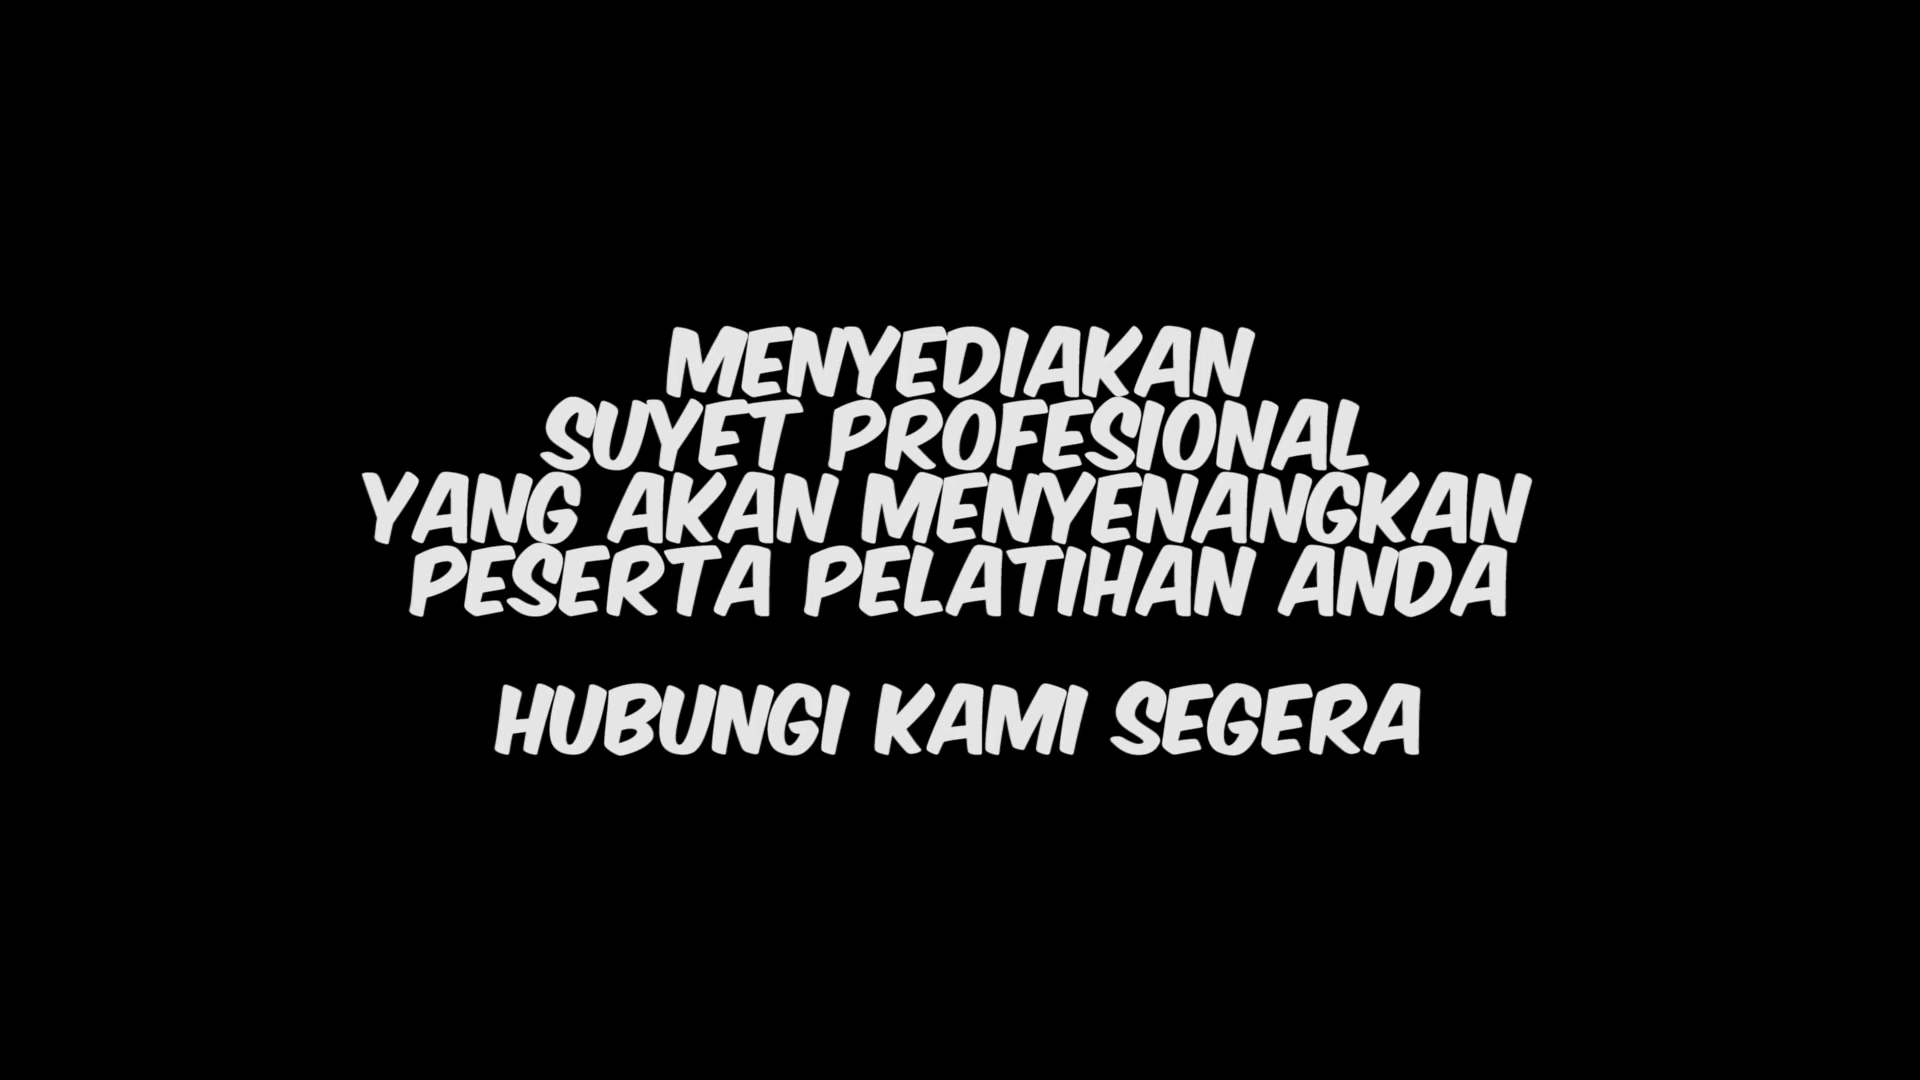 MENYEDIAKAN
SUYET PROFESIONAL
YANG AKAN MENYENANGKAN
PESERTA PELATIHAN ANDA
HUBUNGI KAMI SEGERA